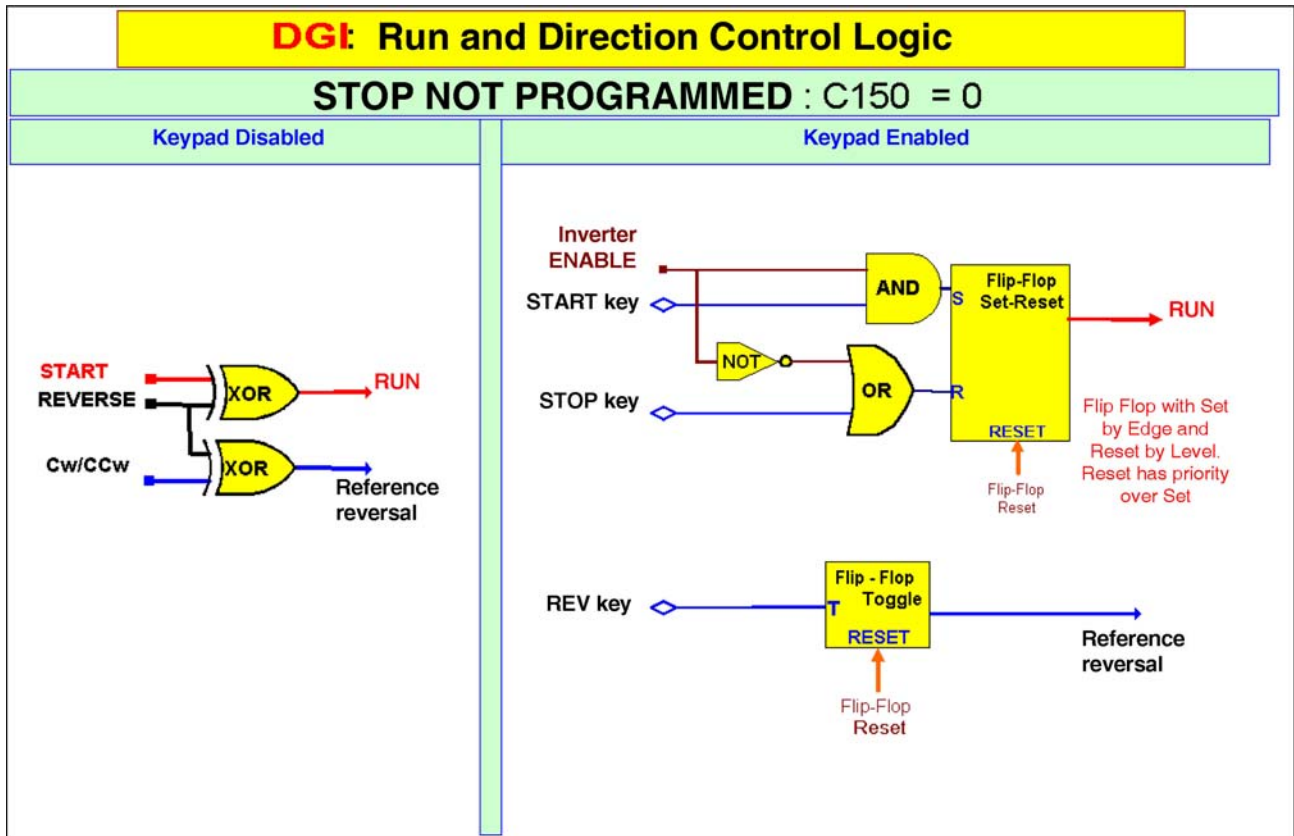 DGI: Run and Direction Control Logic
STOP NOT PROGRAMMED : C150 = 0
Keypad Disabled
Keypad Enabled
START
REVERSE
XOR
RUN
Cw/CCw
XOR
Reference
reversal
Inverter
ENABLE
START key
AND
NOT
STOP key
OR
Flip-Flop
Set-Reset
S
R
RESET
Flip-Flop
Reset
RUN
Flip Flop with Set
by Edge and
Reset by Level.
Reset has priority
over Set
REV key
Flip - Flop
Toggle
T
RESET
Flip-Flop
Reset
Reference
reversal